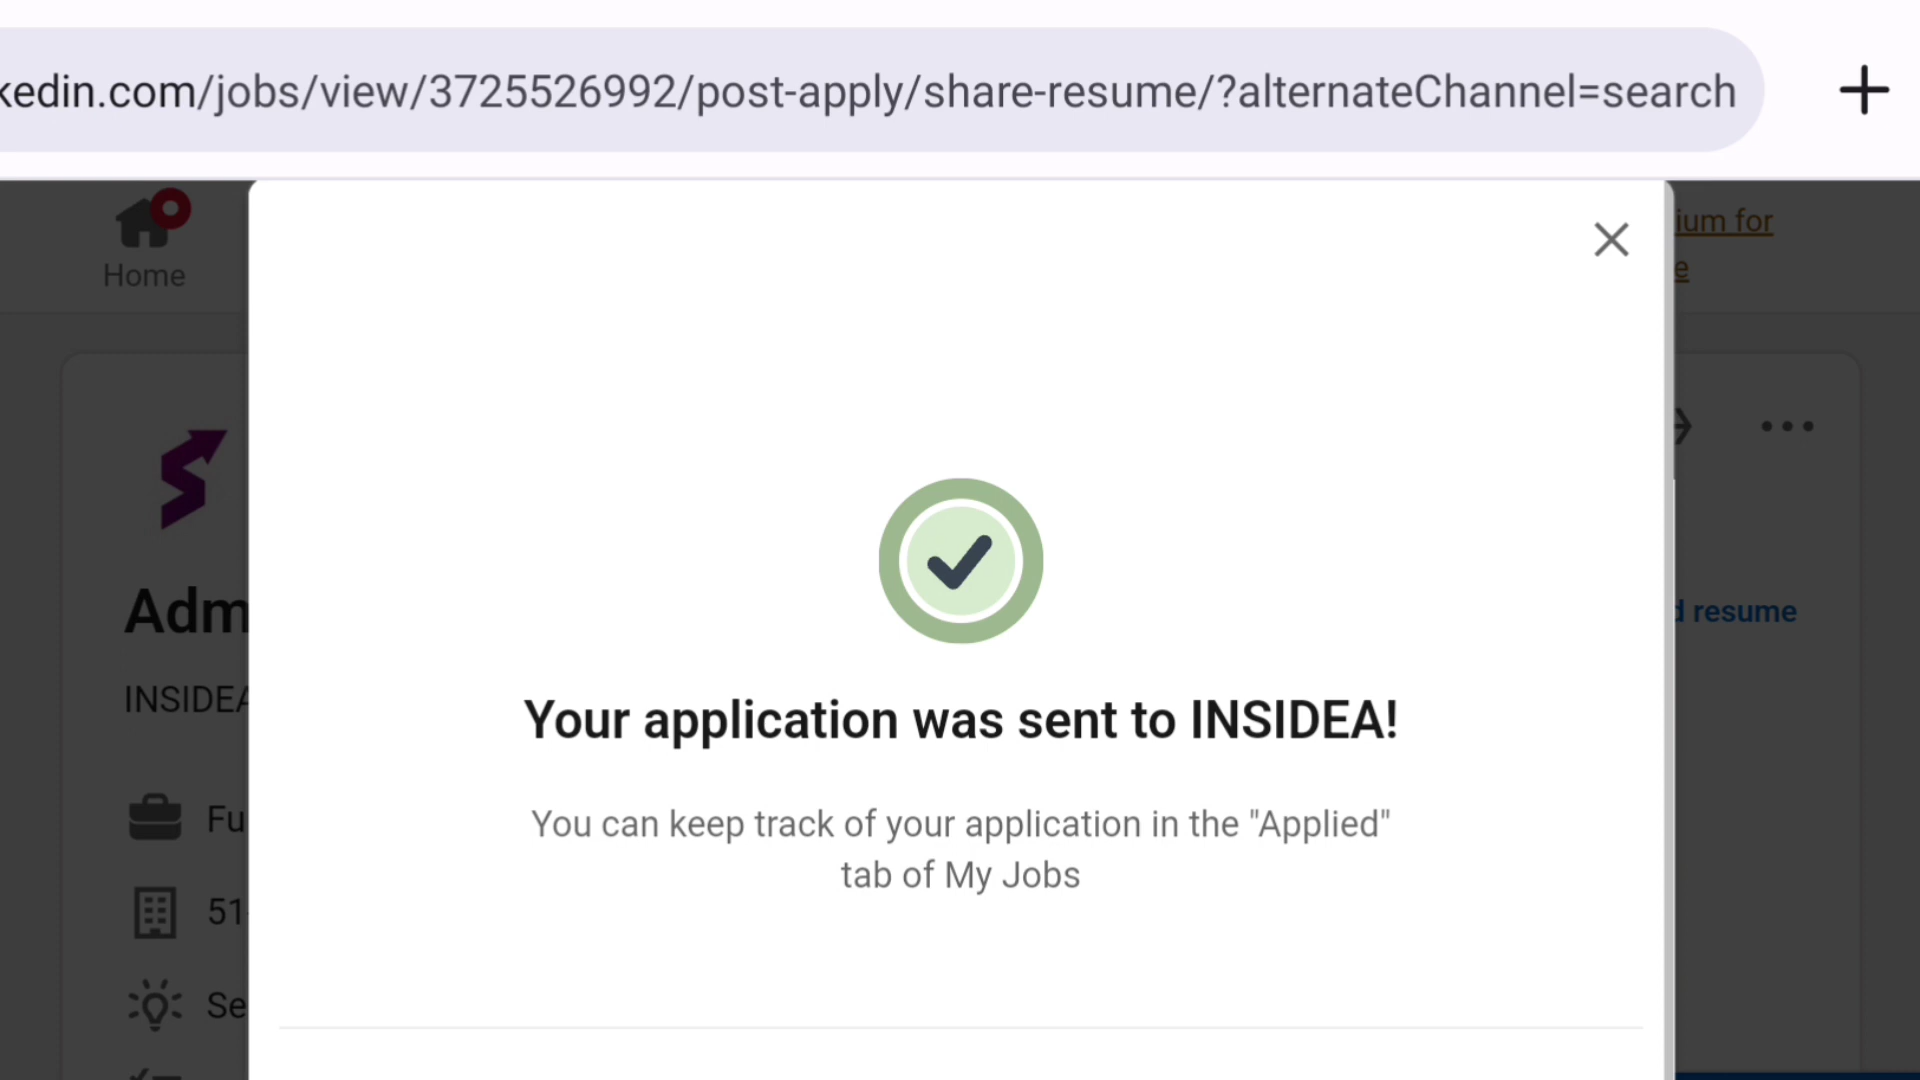 kedin.com/jobs/view/3725526992/post-apply/share-resume/?alternateChannel=search
Home
ium for
e
Adm
d resume
INSIDEA
Your application was sent to INSIDEA!
Fu
You can keep track of your application in the "Applied"
tab of My Jobs
51
Se